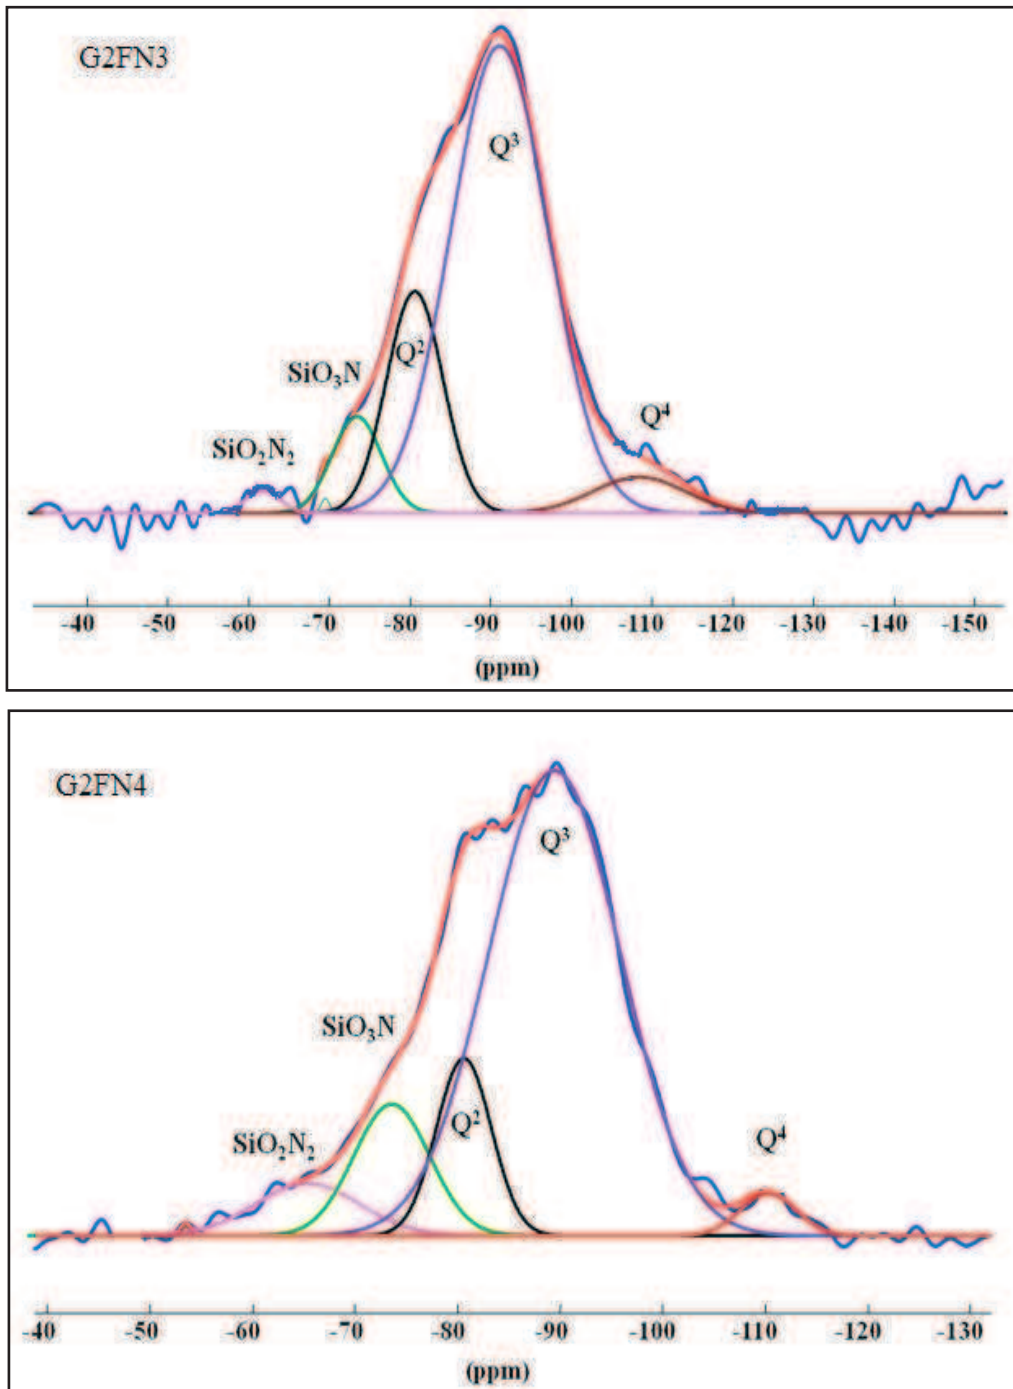 G2FN3
Q³
Q²
SiO₃N
SiO₂N₂
Q⁴
-40 -50 -60 -70 -80 -90 -100 -110 -120 -130 -140 -150
(ppm)
G2FN4
Q³
SiO₃N
Q²
SiO₂N₂
Q⁴
-40 -50 -60 -70 -80 -90 -100 -110 -120 -130
(ppm)